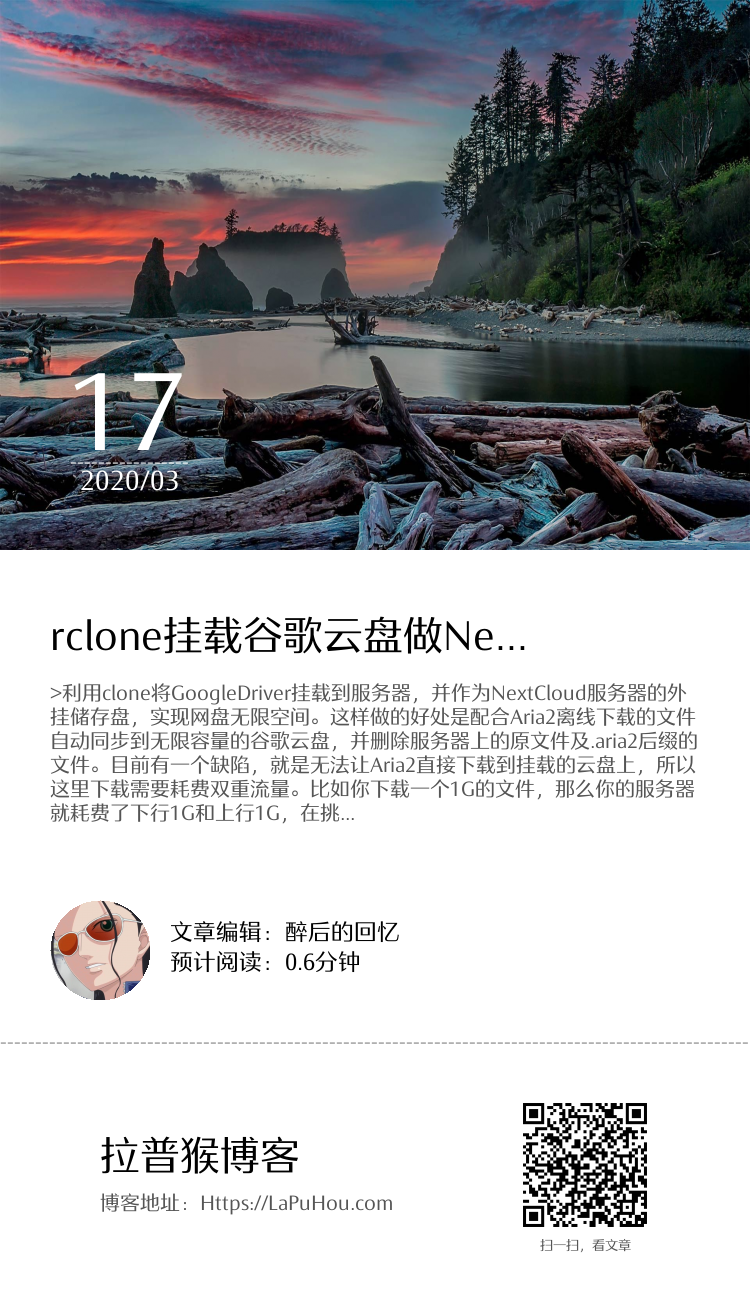 17
2020/03
rclone挂载谷歌云盘做Ne...
>利用clone将GoogleDriver挂载到服务器，并作为NextCloud服务器的外
挂储存盘，实现网盘无限空间。这样做的好处是配合Aria2离线下载的文件
自动同步到无限容量的谷歌云盘，并删除服务器上的原文件及.aria2后缀的
文件。目前有一个缺陷，就是无法让Aria2直接下载到挂载的云盘上，所以
这里下载需要耗费双重流量。比如你下载一个1G的文件，那么你的服务器
就耗费了下行1G和上行1G，在挑...
文章编辑：醉后的回忆
预计阅读：0.6分钟
拉普猴博客
博客地址：Https://LaPuHou.com
扫一扫，看文章